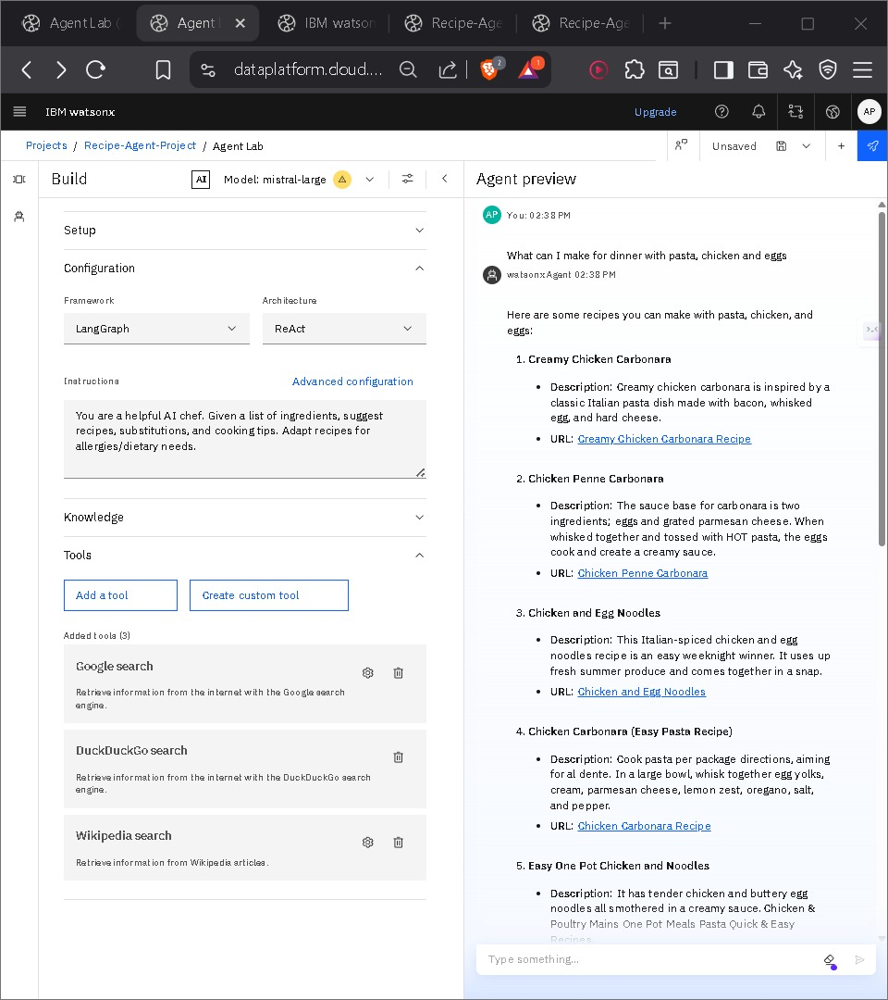 Agent Lab (
Agent
IBM watson
Recipe-Age
Recipe-Age
dataplatform.cloud....
2
1
IBM watsonx
Upgrade
AP
Projects / Recipe-Agent-Project / Agent Lab
Unsaved
Build
AI
Model: mistral-large
Agent preview
Setup
Configuration
Framework
Architecture
LangGraph
ReAct
Instructions
Advanced configuration
You are a helpful AI chef. Given a list of ingredients, suggest
recipes, substitutions, and cooking tips. Adapt recipes for
allergies/dietary needs.
Knowledge
Tools
Add a tool
Create custom tool
Added tools (3)
Google search
Retrieve information from the internet with the Google search
engine.
DuckDuckGo search
Retrieve information from the internet with the DuckDuckGo search
engine.
Wikipedia search
Retrieve information from Wikipedia articles.
AP
You: 02:38 PM
What can I make for dinner with pasta, chicken and eggs
watsonx Agent 02:38 PM
Here are some recipes you can make with pasta, chicken, and
eggs:
1. Creamy Chicken Carbonara
• Description: Creamy chicken carbonara is inspired by a
classic Italian pasta dish made with bacon, whisked
egg, and hard cheese.
• URL: Creamy Chicken Carbonara Recipe
2. Chicken Penne Carbonara
• Description: The sauce base for carbonara is two
ingredients; eggs and grated parmesan cheese. When
whisked together and tossed with HOT pasta, the eggs
cook and create a creamy sauce.
• URL: Chicken Penne Carbonara
3. Chicken and Egg Noodles
• Description: This Italian-spiced chicken and egg
noodles recipe is an easy weeknight winner. It uses up
fresh summer produce and comes together in a snap.
• URL: Chicken and Egg Noodles
4. Chicken Carbonara (Easy Pasta Recipe)
• Description: Cook pasta per package directions, aiming
for al dente. In a large bowl, whisk together egg yolks,
cream, parmesan cheese, lemon zest, oregano, salt,
and pepper.
• URL: Chicken Carbonara Recipe
5. Easy One Pot Chicken and Noodles
• Description: It has tender chicken and buttery egg
noodles all smothered in a creamy sauce. Chicken &
Poultry Mains One Pot Meals Pasta Quick & Easy
Recipes.
Type something...